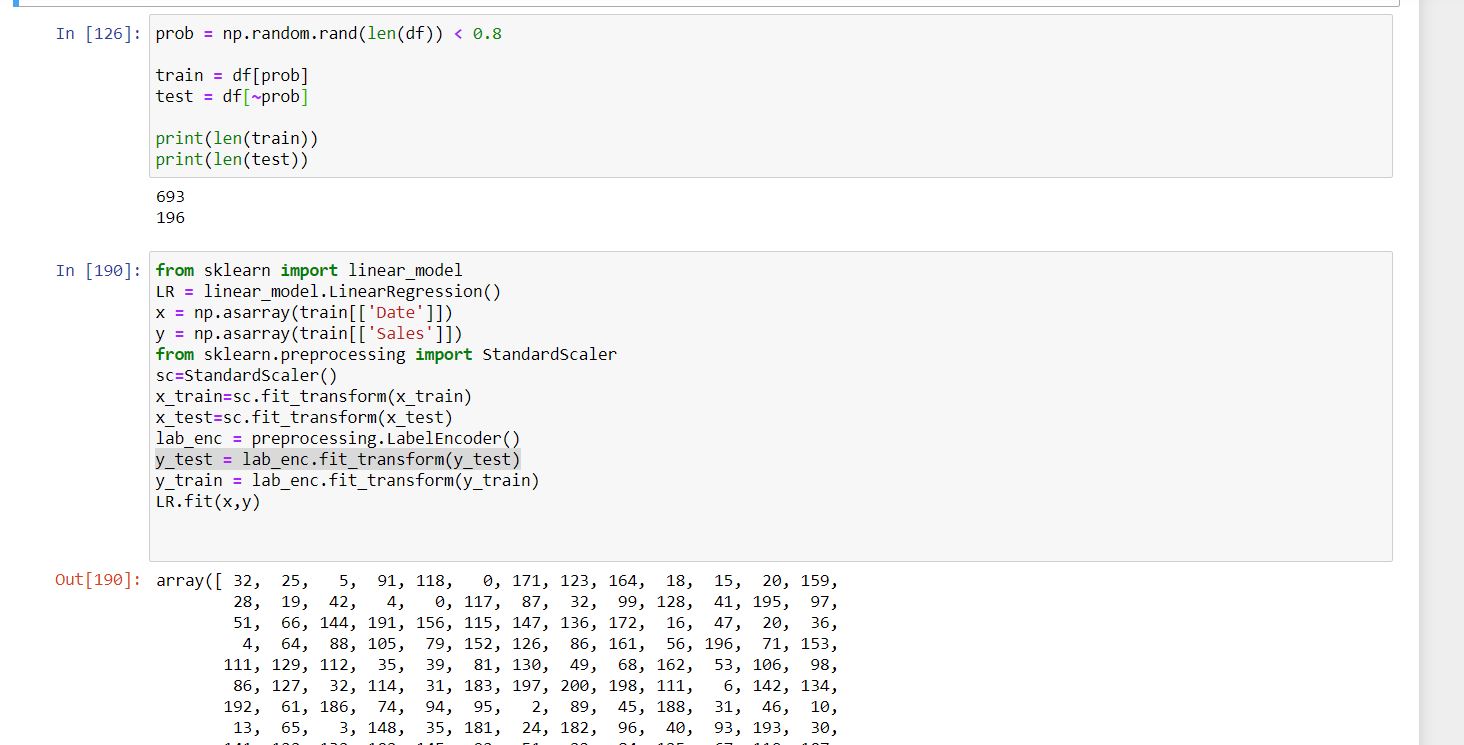 In [126]: prob = np.random.rand(len(df)) < 0.8
train = df[prob]
test = df[~prob]
print(len(train))
print(len(test))
693
196
In [190]: from sklearn import linear_model
LR = linear_model.LinearRegression()
x = np.asarray(train[['Date']])
y = np.asarray(train[['Sales']])
from sklearn.preprocessing import StandardScaler
sc=StandardScaler()
x_train=sc.fit_transform(x_train)
x_test=sc.fit_transform(x_test)
lab_enc = preprocessing.LabelEncoder()
y_test = lab_enc.fit_transform(y_test)
y_train = lab_enc.fit_transform(y_train)
LR.fit(x,y)
Out[190]: array([ 32, 25, 5, 91, 118, 0, 171, 123, 164, 18, 15, 20, 159,
28, 19, 42, 4, 0, 117, 87, 32, 99, 128, 41, 195, 97,
51, 66, 144, 191, 156, 115, 147, 136, 172, 16, 47, 20, 36,
4, 64, 88, 105, 79, 152, 126, 86, 161, 56, 196, 71, 153,
111, 129, 112, 35, 39, 81, 130, 49, 68, 162, 53, 106, 98,
86, 127, 32, 114, 31, 183, 197, 200, 198, 111, 6, 142, 134,
192, 61, 186, 74, 94, 95, 2, 89, 45, 188, 31, 46, 10,
13, 65, 3, 148, 35, 181, 24, 182, 96, 40, 93, 193, 30,